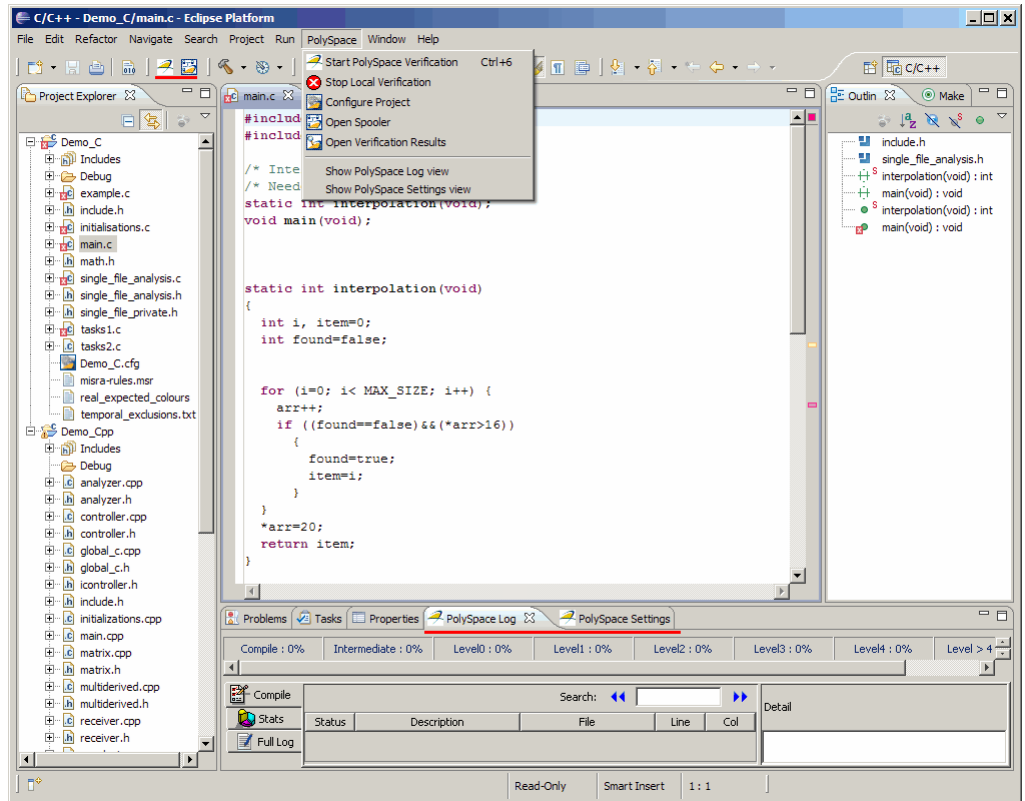 C/C++ - Demo_C/main.c - Eclipse Platform
File Edit Refactor Navigate Search Project Run PolySpace Window Help
Start PolySpace Verification Ctrl+6
Stop Local Verification
Configure Project
Open Spooler
Open Verification Results
Show PolySpace Log view
Show PolySpace Settings view
C/C++
Project Explorer
Demo_C
Includes
Debug
example.c
include.h
initialisations.c
main.c
math.h
single_file_analysis.c
single_file_analysis.h
single_file_private.h
tasks1.c
tasks2.c
Demo_C.cfg
misra-rules.msr
real_expected_colours
temporal_exclusions.txt
Demo_Cpp
Includes
Debug
analyzer.cpp
analyzer.h
controller.cpp
controller.h
global_c.cpp
global_c.h
icontroller.h
include.h
initializations.cpp
main.cpp
matrix.cpp
matrix.h
multiderived.cpp
multiderived.h
receiver.cpp
receiver.h
main.c
#includ
#includ
/* Inte
/* Need
static int interpolation(void);
void main(void);
static int interpolation(void)
{
int i, item=0;
int found=false;
for (i=0; i< MAX_SIZE; i++) {
arr++;
if ((found==false)&&(*arr>16))
{
found=true;
item=i;
}
}
*arr=20;
return item;
}
Outlin Make
include.h
single_file_analysis.h
interpolation(void) : int
main(void) : void
interpolation(void) : int
main(void) : void
Problems Tasks Properties PolySpace Log PolySpace Settings
Compile : 0% Intermediate : 0% Level0 : 0% Level1 : 0% Level2 : 0% Level3 : 0% Level4 : 0% Level > 4
Compile
Stats
Full Log
Search:
Status Description File Line Col
Detail
Read-Only Smart Insert 1 : 1